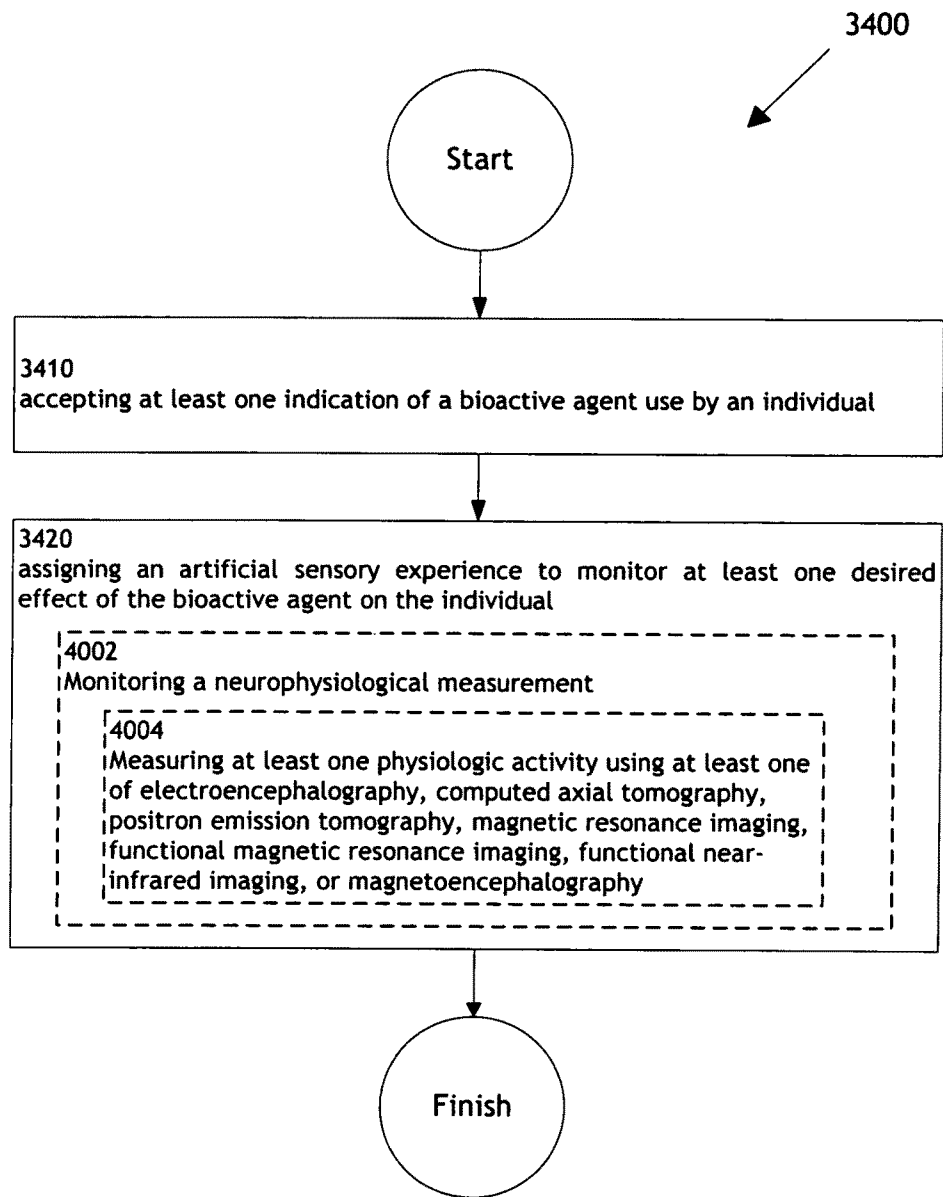 3400
Start
3410
accepting at least one indication of a bioactive agent use by an individual
3420
assigning an artificial sensory experience to monitor at least one desired
effect of the bioactive agent on the individual
4002
Monitoring a neurophysiological measurement
4004
Measuring at least one physiologic activity using at least one
of electroencephalography, computed axial tomography,
positron emission tomography, magnetic resonance imaging,
functional magnetic resonance imaging, functional near-
infrared imaging, or magnetoencephalography
Finish